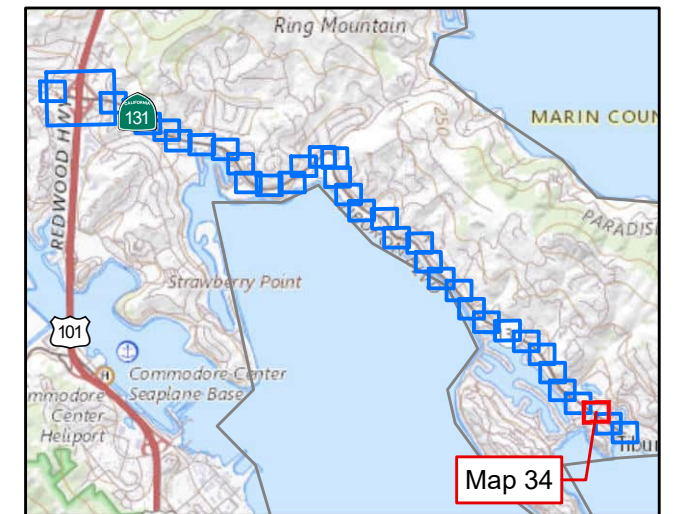 Ring Mountain
MARIN COUN
CALIFORNIA
131
250
REDWOOD HWY
PARADIS
Strawberry Point
101
Commodore Center
Seaplane Base
mmodore
Center
Heliport
H
Tibu
Map 34